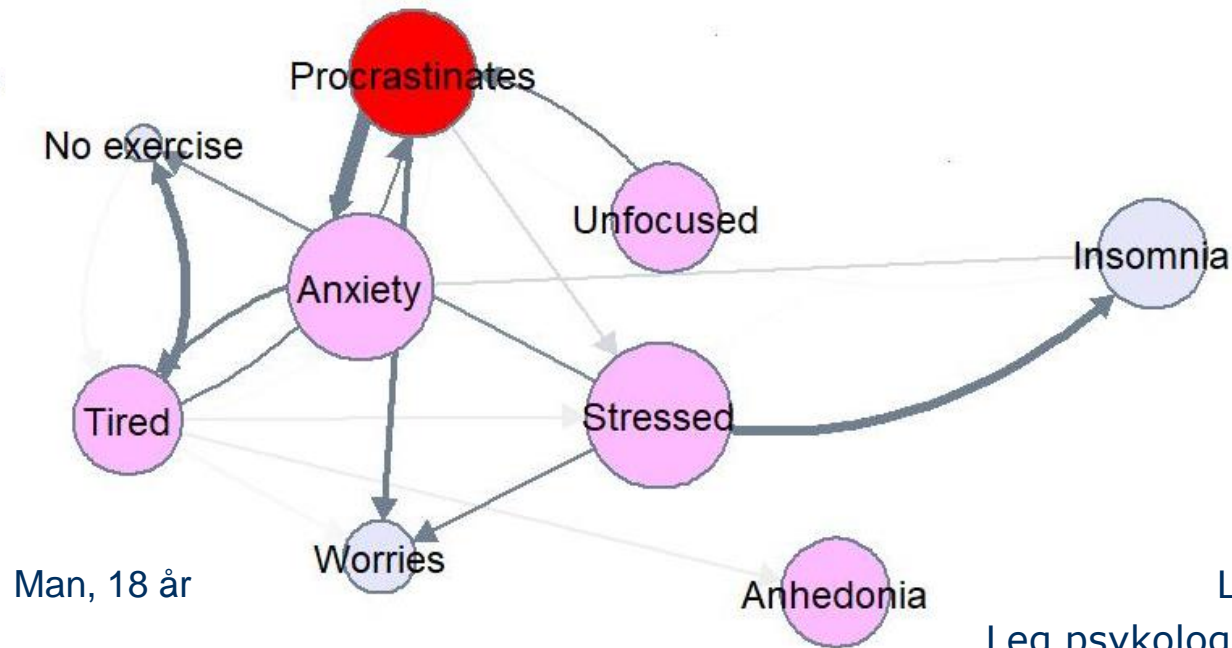 Procrastinates
No exercise
Unfocused
Insomnia
Anxiety
Tired
Stressed
Worries
Man, 18 år
Anhedonia
L
Leg psykolog